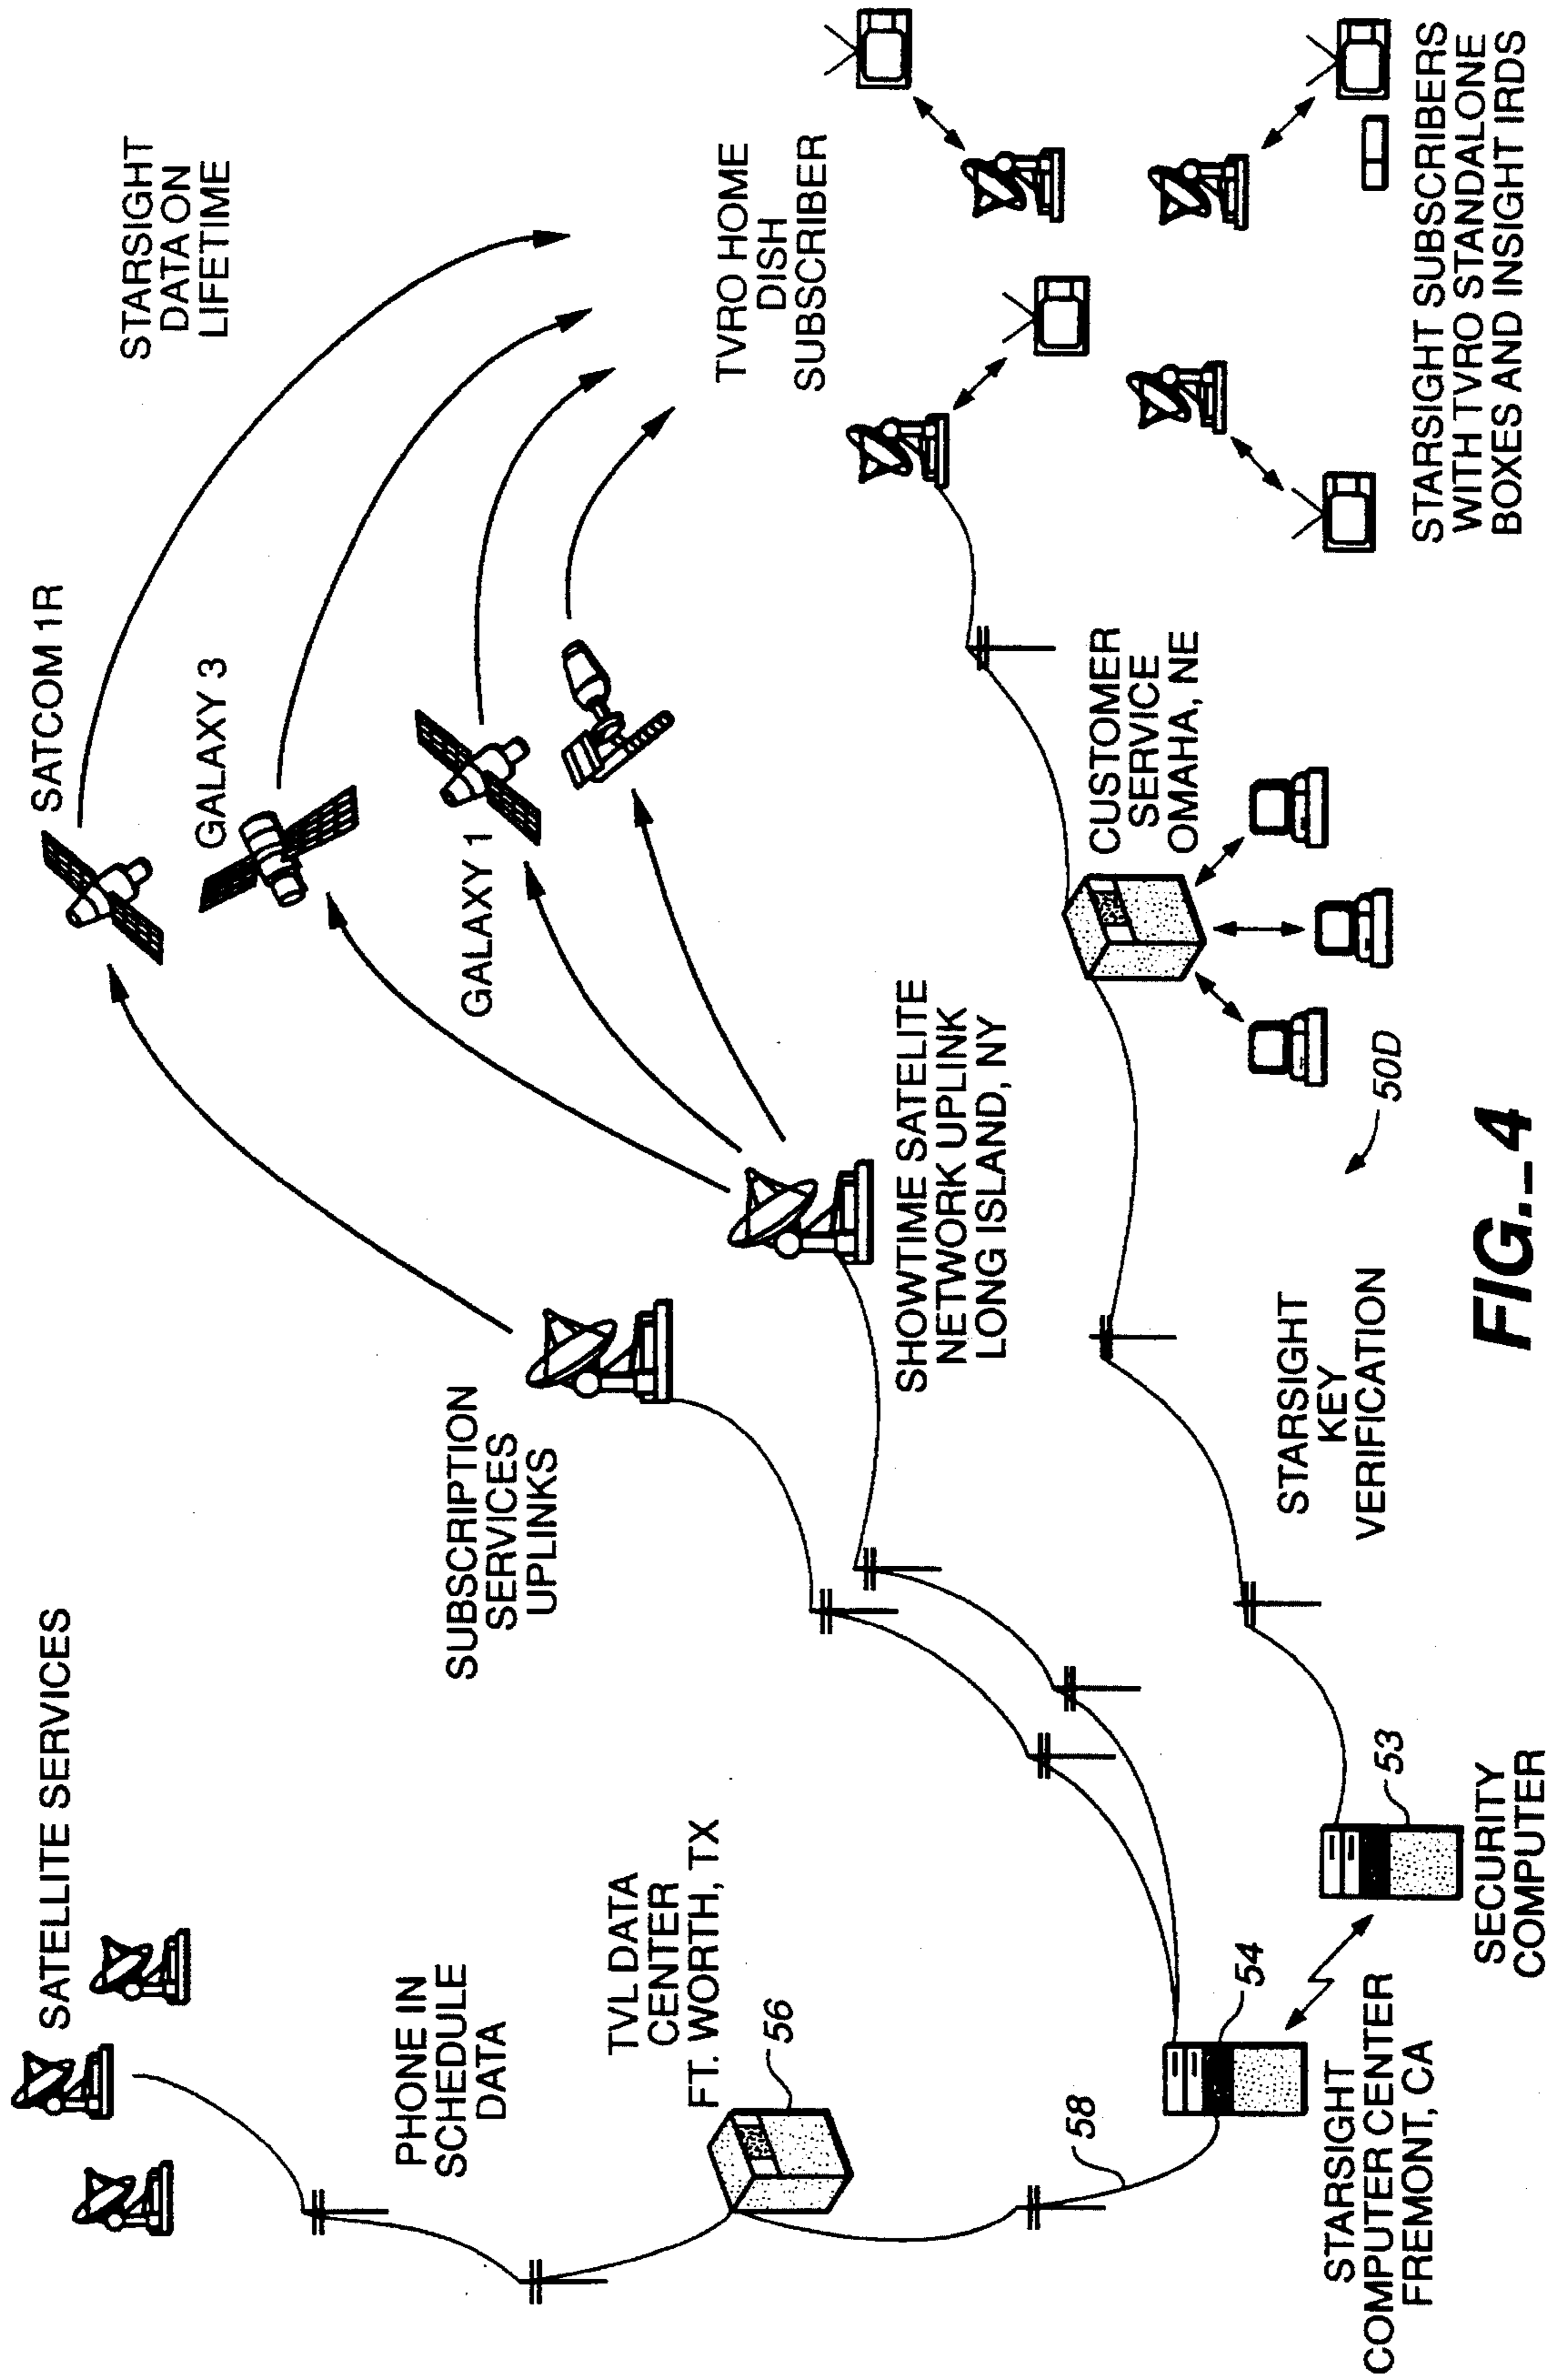 SATELLITE SERVICES
PHONE IN
SCHEDULE
DATA
TVL DATA
CENTER
FT. WORTH, TX
56
58
54
STARSIGHT
COMPUTER CENTER
FREMONT, CA
53
SECURITY
COMPUTER
SUBSCRIPTION
SERVICES
UPLINKS
SHOWTIME SATELITE
NETWORK UPLINK
LONG ISLAND, NY
STARSIGHT
KEY
VERIFICATION
50D
SATCOM 1R
GALAXY 3
GALAXY 1
CUSTOMER
SERVICE
OMAHA, NE
STARSIGHT
DATA ON
LIFETIME
TVRO HOME
DISH
SUBSCRIBER
STARSIGHT SUBSCRIBERS
WITH TVRO STANDALONE
BOXES AND INSIGHT IRDS
FIG._4